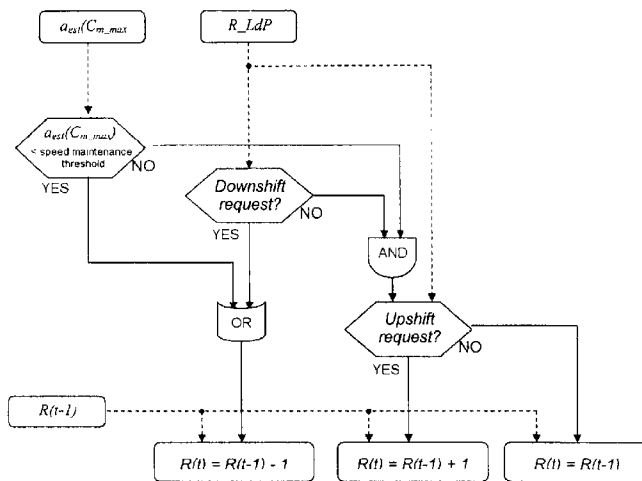 a_est(C_m_max
R_LdP
a_est(C_m_max)
< speed maintenance
threshold
NO
YES
Downshift
request?
NO
YES
AND
OR
Upshift
request?
NO
YES
R(t-1)
R(t) = R(t-1) - 1
R(t) = R(t-1) + 1
R(t) = R(t-1)